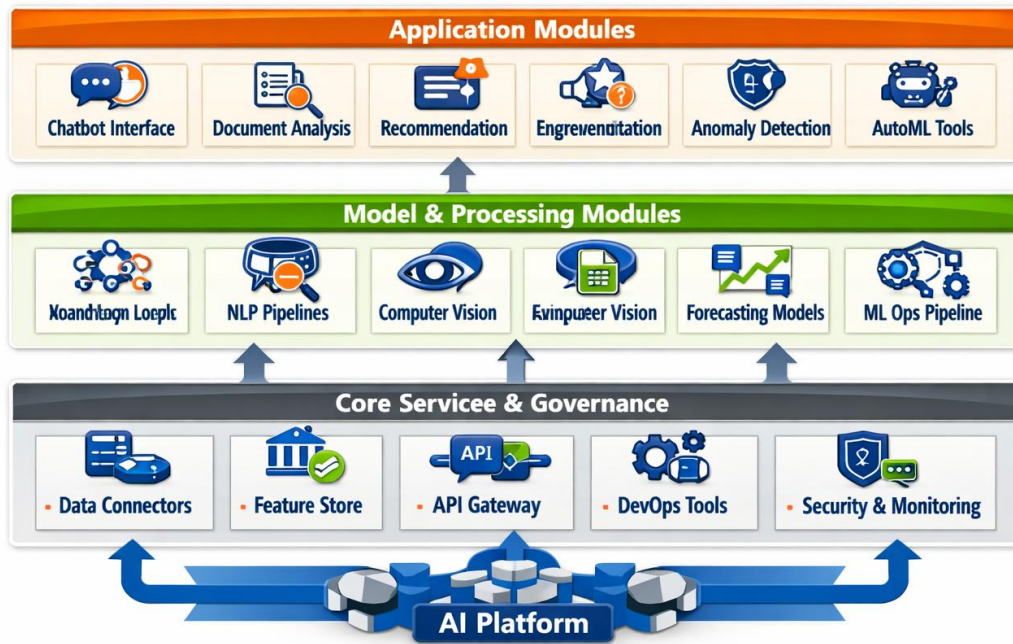 Application Modules
Chatbot Interface
Document Analysis
Recommendation
Anomaly Detection
AutoML Tools
Model & Processing Modules
NLP Pipelines
Computer Vision
Vision
Forecasting Models
ML Ops Pipeline
Core Servicee & Governance
API
Data Connectors
Feature Store
API Gateway
DevOps Tools
Security & Monitoring
AI Platform